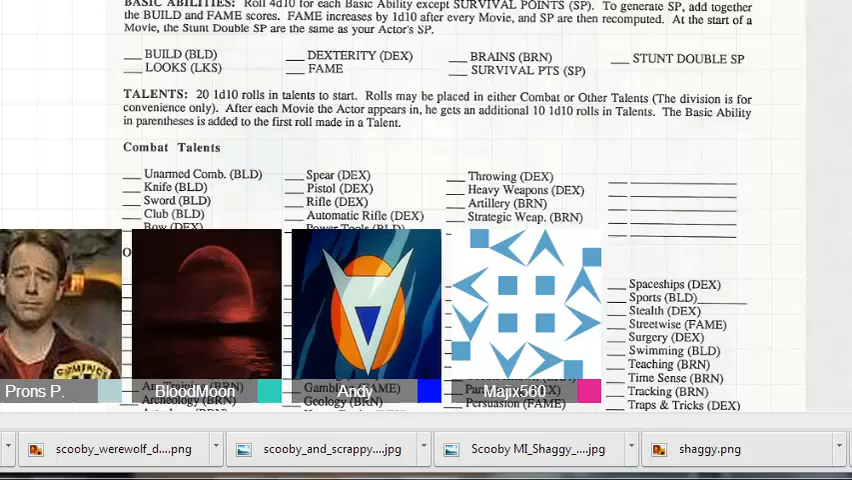 BASIC ABILITIES: Roll 4d10 for each Basic Ability except SURVIVAL POINTS (SP). To generate SP, add together
the BUILD and FAME scores. FAME increases by 1d10 after every Movie, and SP are then recomputed. At the start of a
Movie, the Stunt Double SP are the same as your Actor's SP.
___ BUILD (BLD) ___ DEXTERITY (DEX) ___ BRAINS (BRN) ___ STUNT DOUBLE SP
___ LOOKS (LKS) ___ FAME ___ SURVIVAL PTS (SP)
TALENTS: 20 1d10 rolls in talents to start. Rolls may be placed in either Combat or Other Talents (The division is for
convenience only). After each Movie the Actor appears in, he gets an additional 10 1d10 rolls in Talents. The Basic Ability
in parentheses is added to the first roll made in a Talent.
Combat Talents
___ Unarmed Comb. (BLD) ___ Spear (DEX) ___ Throwing (DEX)
___ Knife (BLD) ___ Pistol (DEX) ___ Heavy Weapons (DEX)
___ Sword (BLD) ___ Rifle (DEX) ___ Artillery (BRN)
___ Club (BLD) ___ Automatic Rifle (DEX) ___ Strategic Weap. (BRN)
Bow (DEX) Power Tools (BLD)
___ Spaceships (DEX)
___ Sports (BLD)
___ Stealth (DEX)
___ Streetwise (FAME)
___ Surgery (DEX)
___ Swimming (BLD)
___ Teaching (BRN)
___ Time Sense (BRN)
___ Tracking (BRN)
___ Traps & Tricks (DEX)
(BRN) (FAME)
Archeology (BRN) Geology (BRN) Persuasion (FAME)
Prons P. BloodMoon Andy Majix560
scooby_werewolf_d....png scooby_and_scrappy....jpg Scooby MI_Shaggy_....jpg shaggy.png